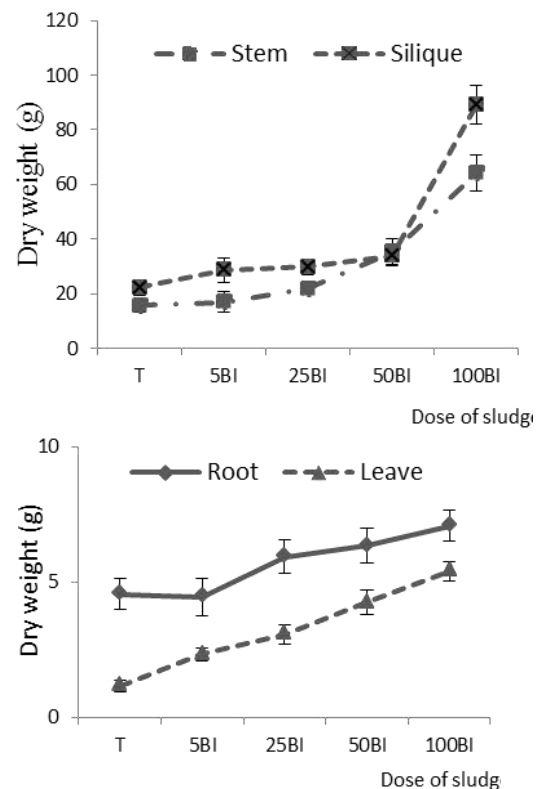 120
Stem Silique
100
80
60
40
20
0
Dry weight (g)
T 5BI 25BI 50BI 100BI
Dose of sludge
10
Root Leave
5
0
Dry weight (g)
T 5BI 25BI 50BI 100BI
Dose of sludge